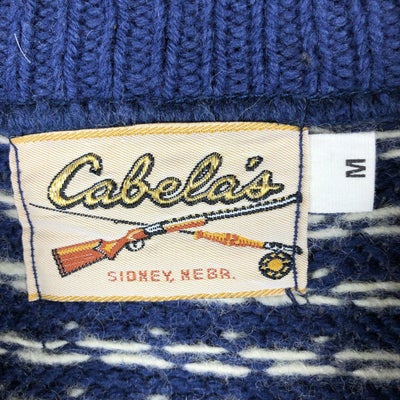 Cabela's
SIDNEY, NEBR.
M